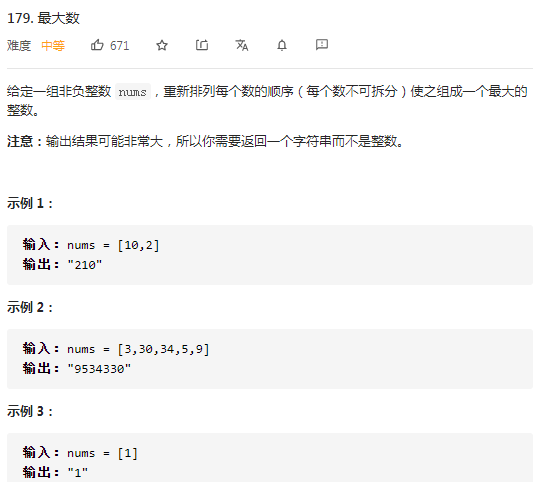 179. 最大数
难度 中等 671
给定一组非负整数 nums，重新排列每个数的顺序（每个数不可拆分）使之组成一个最大的
整数。
注意：输出结果可能非常大，所以你需要返回一个字符串而不是整数。
示例 1：
输入：nums = [10,2]
输出："210"
示例 2：
输入：nums = [3,30,34,5,9]
输出："9534330"
示例 3：
输入：nums = [1]
输出："1"